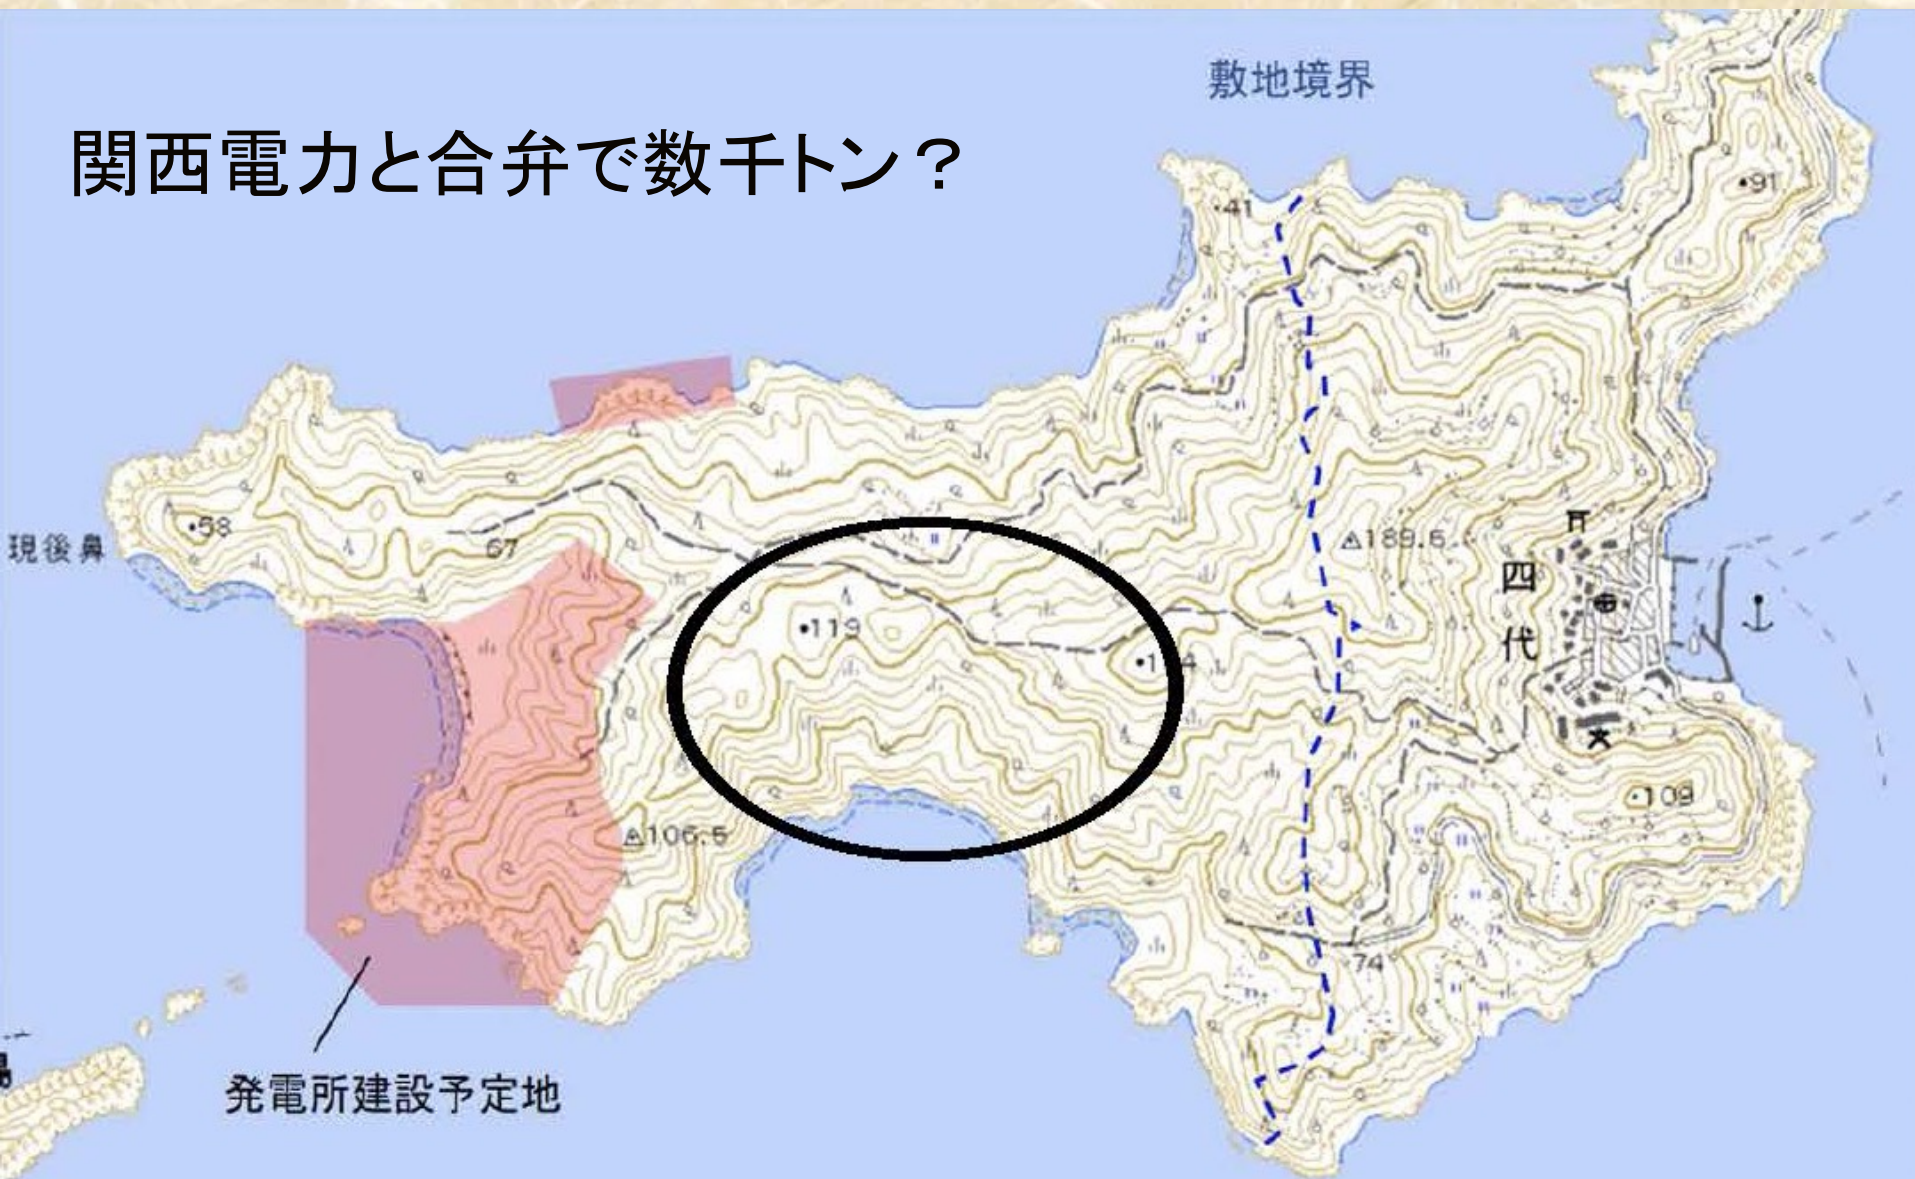 敷地境界
関西電力と合弁で数千トン？
・91
・41
・58
現後鼻
67
△189.5
四代
・119
・109
△106.5
74
発電所建設予定地